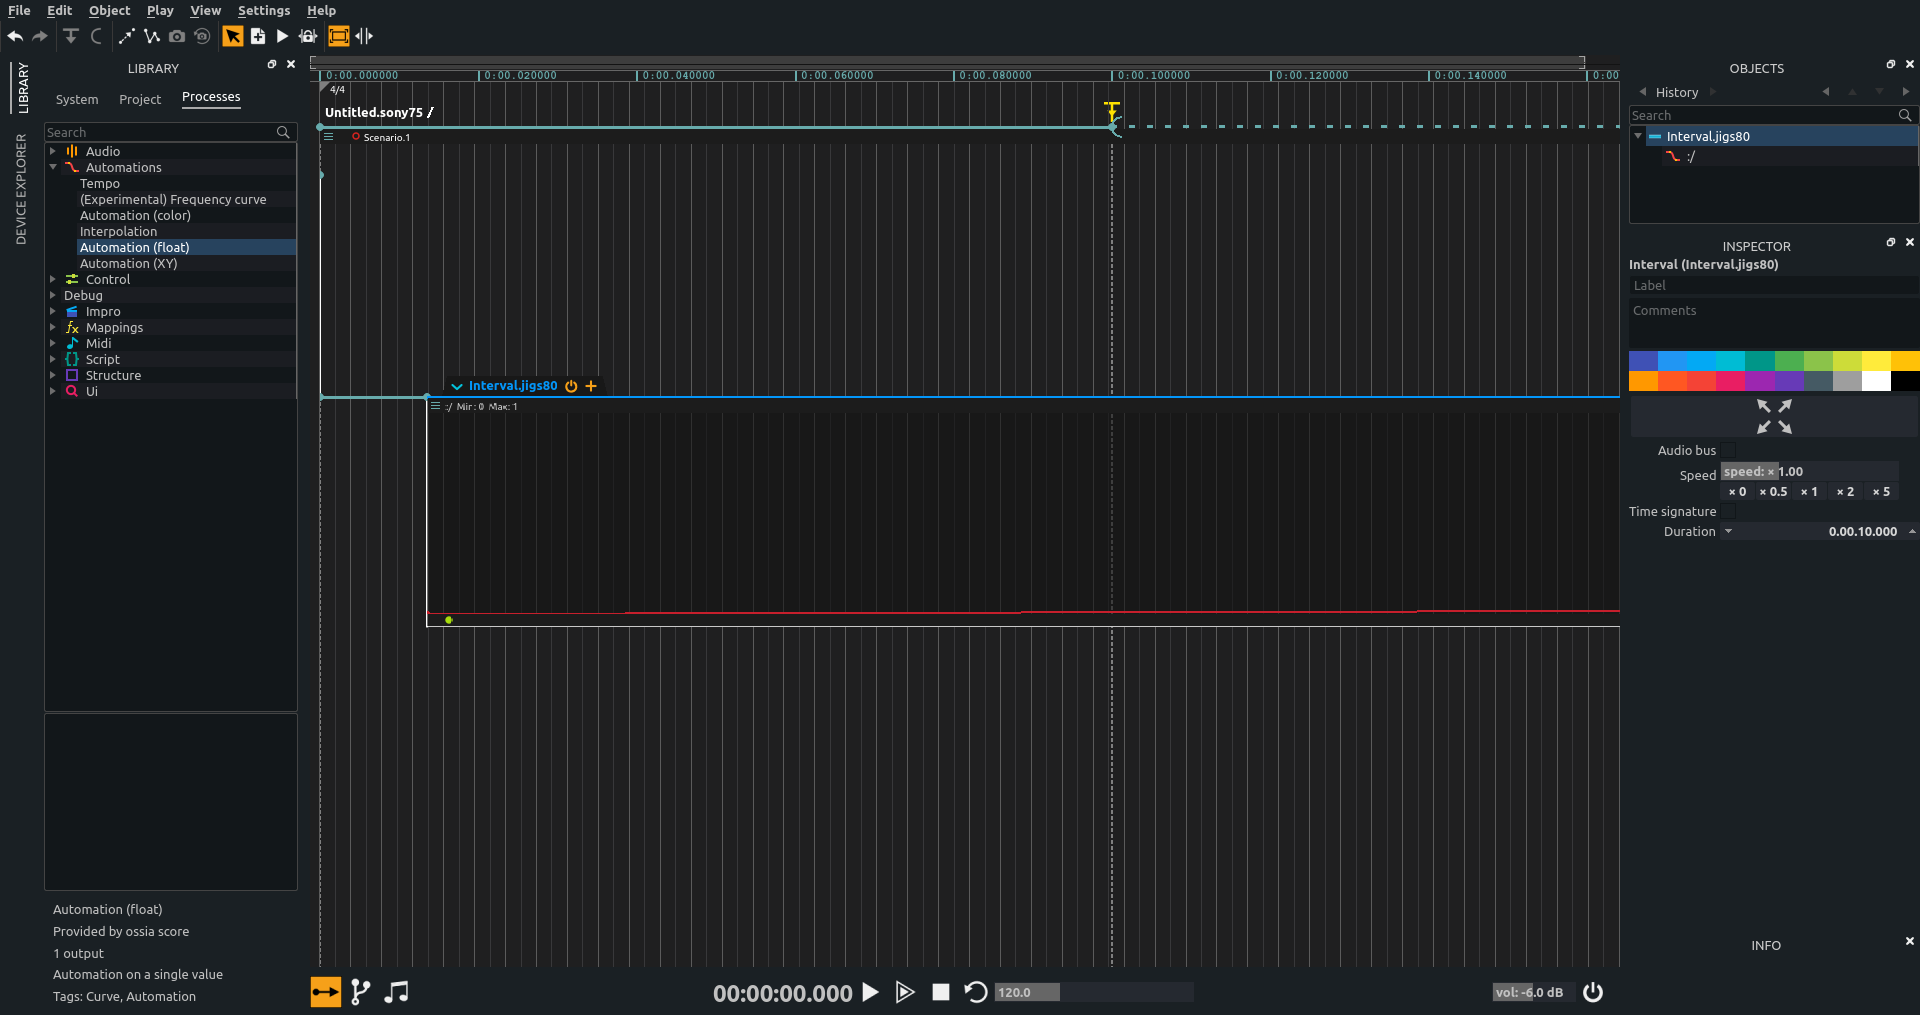 File Edit Object Play View Settings Help
LIBRARY
DEVICE EXPLORER
LIBRARY
System Project Processes
Search
Audio
Automations
Tempo
(Experimental) Frequency curve
Automation (color)
Interpolation
Automation (float)
Automation (XY)
Control
Debug
Impro
Mappings
Midi
Script
Structure
Ui
Automation (float)
Provided by ossia score
1 output
Automation on a single value
Tags: Curve, Automation
0:00.000000 0:00.020000 0:00.040000 0:00.060000 0:00.080000 0:00.100000 0:00.120000 0:00.140000 0:00
4/4
Untitled.sony75 /
Scenario.1
Interval.jigs80
:/ Min: 0 Max: 1
00:00:00.000
120.0
vol: -6.0 dB
OBJECTS
History
Search
Interval.jigs80
:/
INSPECTOR
Interval (Interval.jigs80)
Label
Comments
Audio bus
Speed speed: × 1.00
× 0 × 0.5 × 1 × 2 × 5
Time signature
Duration 0.00.10.000
INFO